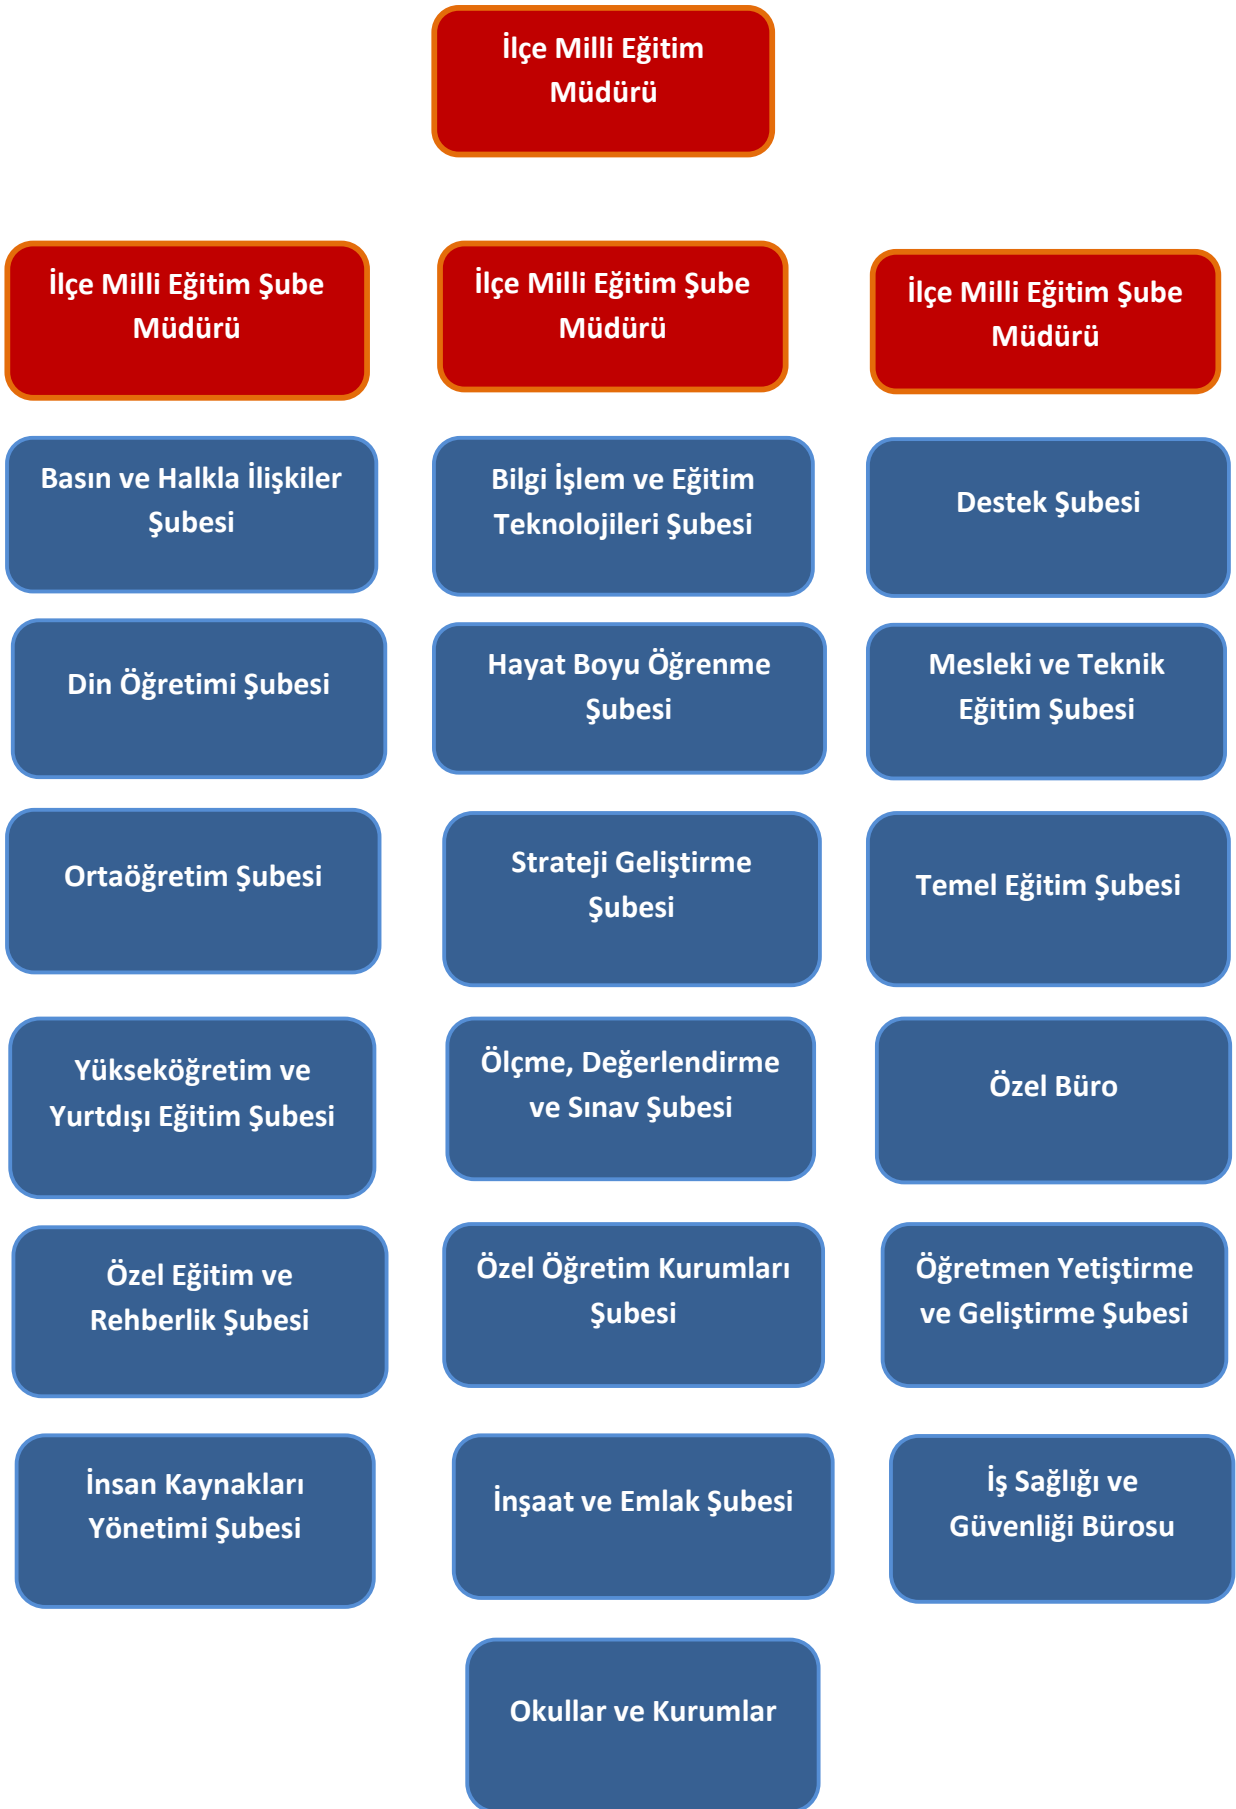 İlçe Milli Eğitim
Müdürü
İlçe Milli Eğitim Şube
Müdürü
İlçe Milli Eğitim Şube
Müdürü
İlçe Milli Eğitim Şube
Müdürü
Basın ve Halkla İlişkiler
Şubesi
Bilgi İşlem ve Eğitim
Teknolojileri Şubesi
Destek Şubesi
Din Öğretimi Şubesi
Hayat Boyu Öğrenme
Şubesi
Mesleki ve Teknik
Eğitim Şubesi
Ortaöğretim Şubesi
Strateji Geliştirme
Şubesi
Temel Eğitim Şubesi
Yükseköğretim ve
Yurtdışı Eğitim Şubesi
Ölçme, Değerlendirme
ve Sınav Şubesi
Özel Büro
Özel Eğitim ve
Rehberlik Şubesi
Özel Öğretim Kurumları
Şubesi
Öğretmen Yetiştirme
ve Geliştirme Şubesi
İnsan Kaynakları
Yönetimi Şubesi
İnşaat ve Emlak Şubesi
İş Sağlığı ve
Güvenliği Bürosu
Okullar ve Kurumlar